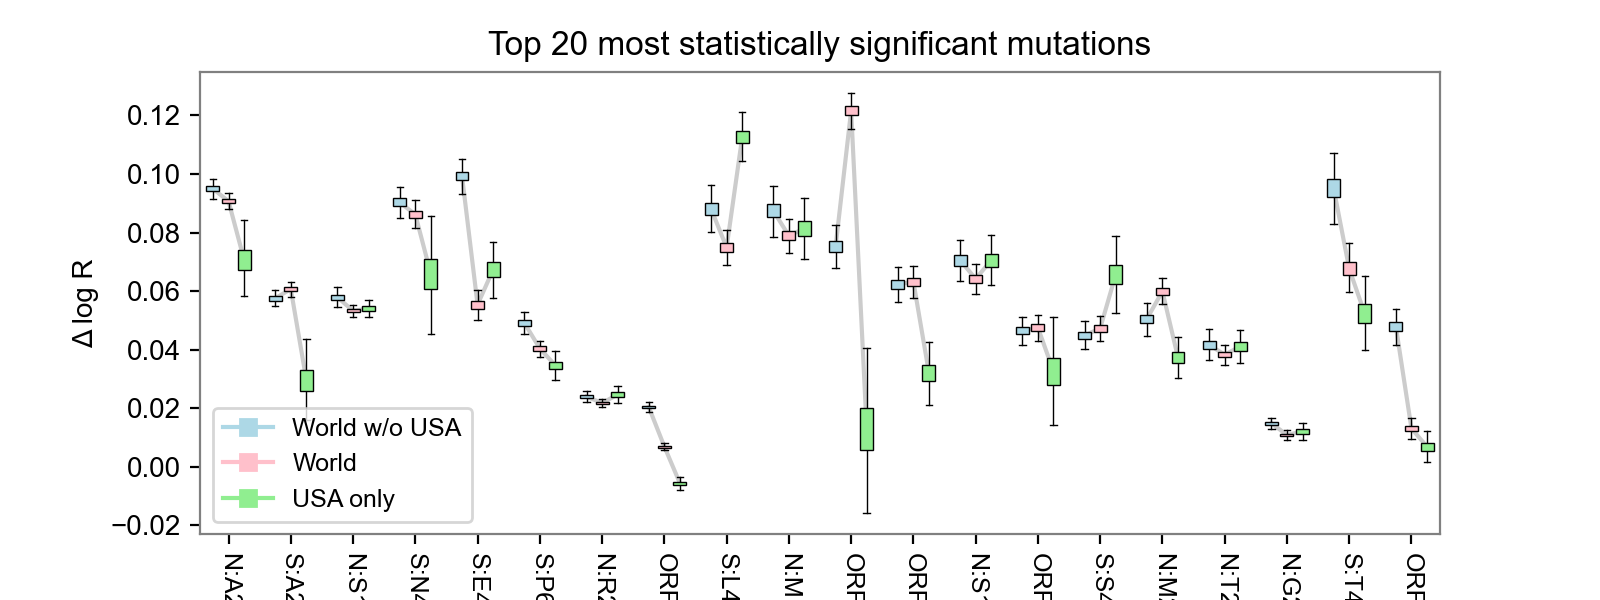 Top 20 most statistically significant mutations
Δ log R
0.12
0.10
0.08
0.06
0.04
0.02
0.00
−0.02
World w/o USA
World
USA only
N:A2
S:A2
S:N4
S:E4
S:P6
N:R2
ORF
S:L4
N:M
ORF
ORF
ORF
S:S4
N:M
N:T2
S:T4
ORF